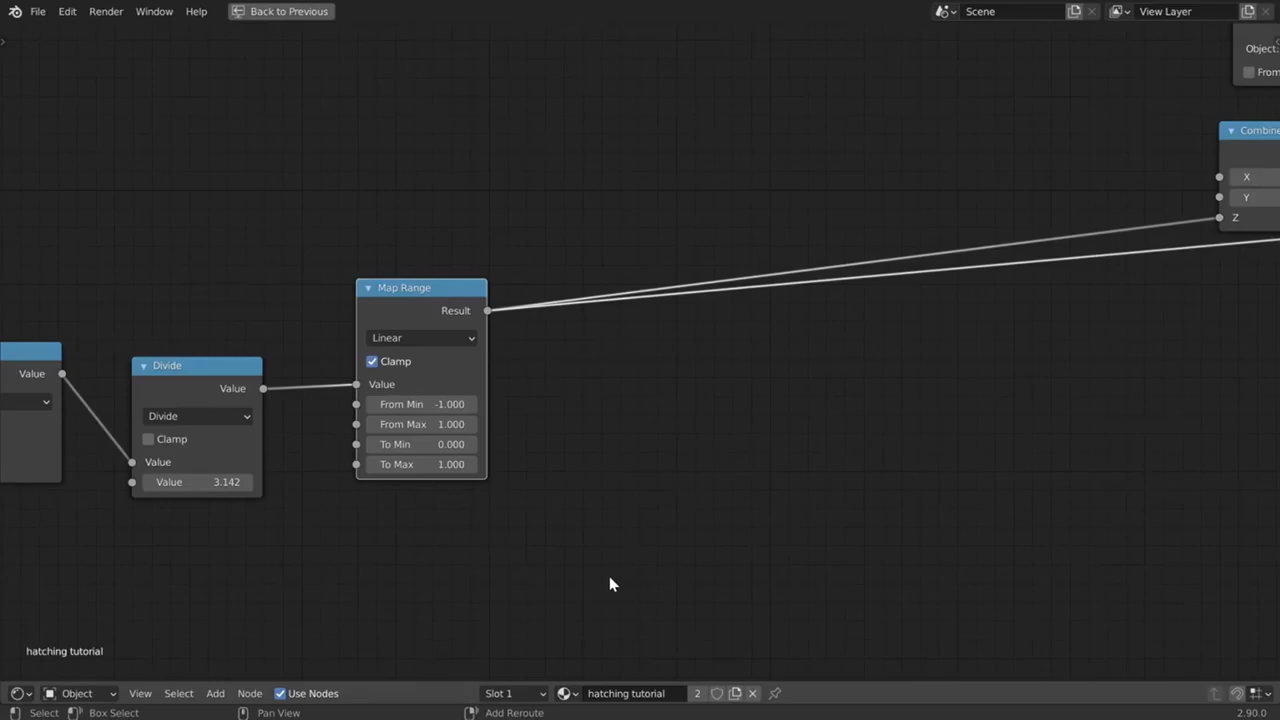 File Edit Render Window Help Back to Previous Scene View Layer
Object:
From
Combine
X
Y
Z
Map Range
Result
Linear
Clamp
Value
From Min -1.000
From Max 1.000
To Min 0.000
To Max 1.000
Divide
Value
Divide
Clamp
Value
Value 3.142
Value
hatching tutorial
Object View Select Add Node Use Nodes Slot 1 hatching tutorial 2
Select Box Select Pan View Add Reroute 2.90.0